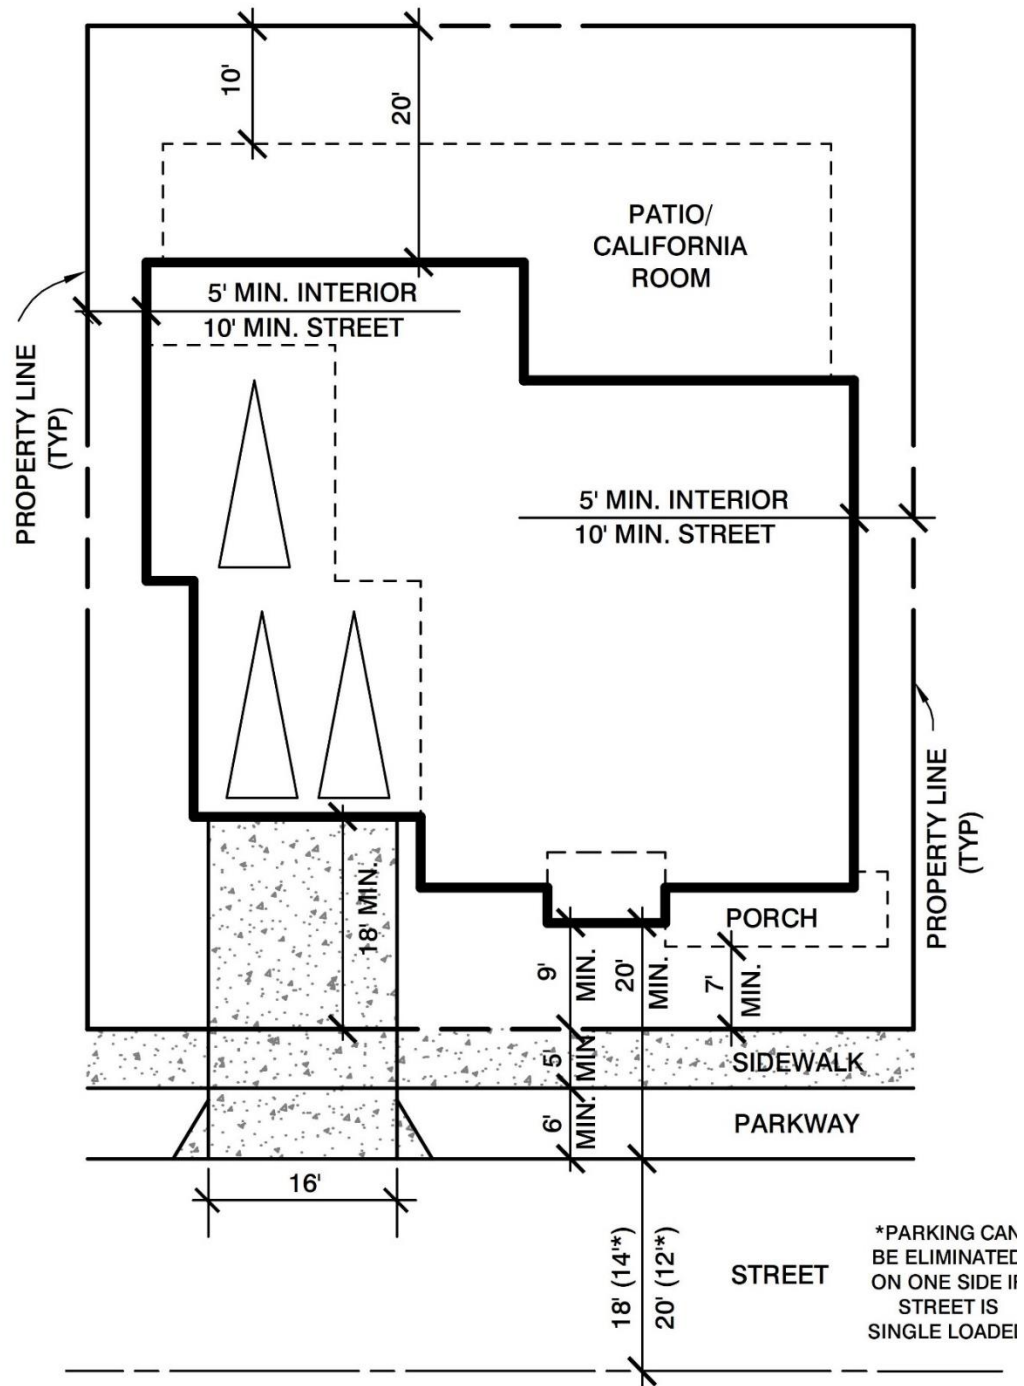 10'
20'
PATIO/
CALIFORNIA
ROOM
5' MIN. INTERIOR
10' MIN. STREET
PROPERTY LINE
(TYP)
5' MIN. INTERIOR
10' MIN. STREET
PROPERTY LINE
(TYP)
18' MIN.
PORCH
9'
MIN.
20'
MIN.
7'
MIN.
5'
MIN
SIDEWALK
6'
MIN.
PARKWAY
16'
18' (14'*)
20' (12'*)
STREET
*PARKING CAN
BE ELIMINATED
ON ONE SIDE IF
STREET IS
SINGLE LOADED